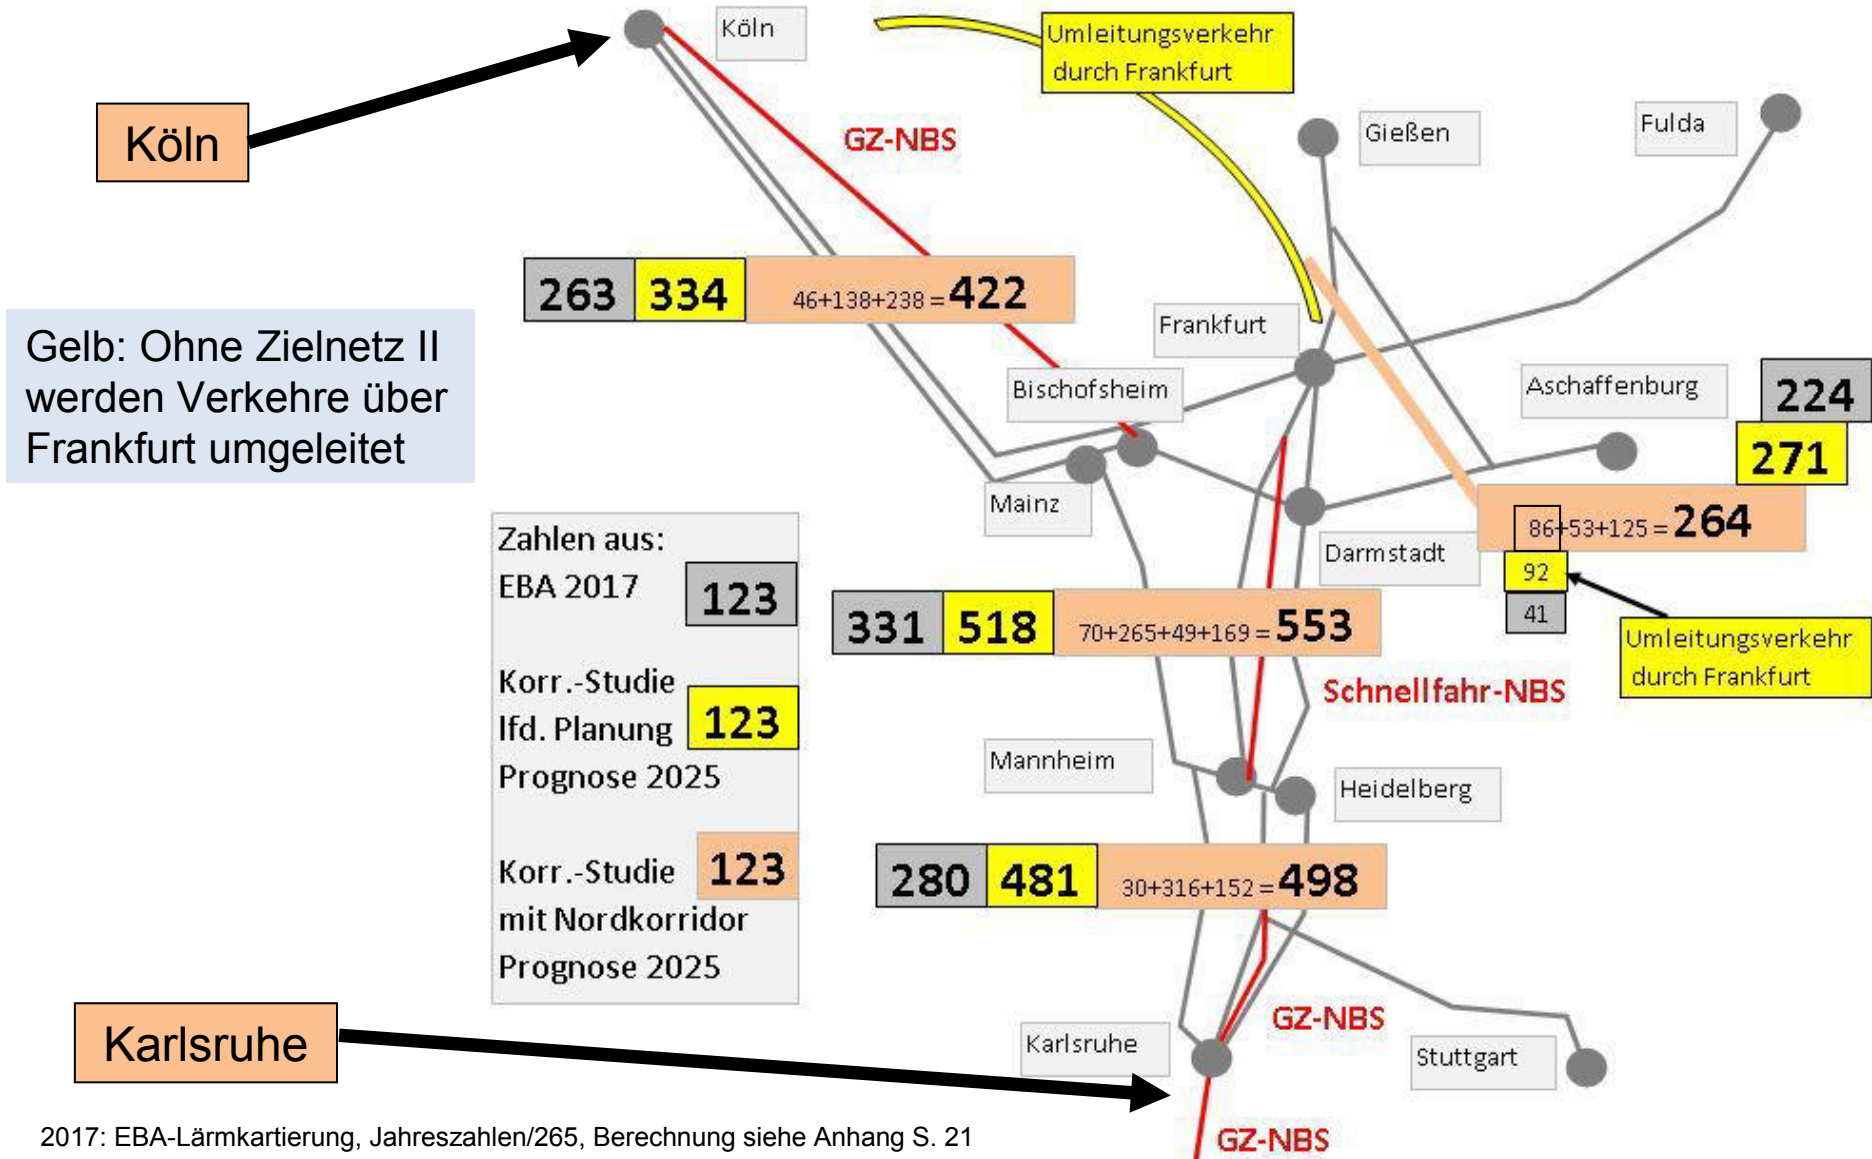 Köln
Umleitungsverkehr
durch Frankfurt
Köln
GZ-NBS
Gießen
Fulda
263 334 46+138+238 = 422
Gelb: Ohne Zielnetz II
werden Verkehre über
Frankfurt umgeleitet
Frankfurt
Bischofsheim
Aschaffenburg
224
271
Mainz
86+53+125 = 264
Darmstadt
92
41
Umleitungsverkehr
durch Frankfurt
Zahlen aus:
EBA 2017 123
Korr.-Studie
lfd. Planung 123
Prognose 2025
Korr.-Studie 123
mit Nordkorridor
Prognose 2025
331 518 70+265+49+169 = 553
Schnellfahr-NBS
Mannheim
Heidelberg
280 481 30+316+152 = 498
Karlsruhe
GZ-NBS
Karlsruhe
Stuttgart
GZ-NBS
2017: EBA-Lärmkartierung, Jahreszahlen/265, Berechnung siehe Anhang S. 21